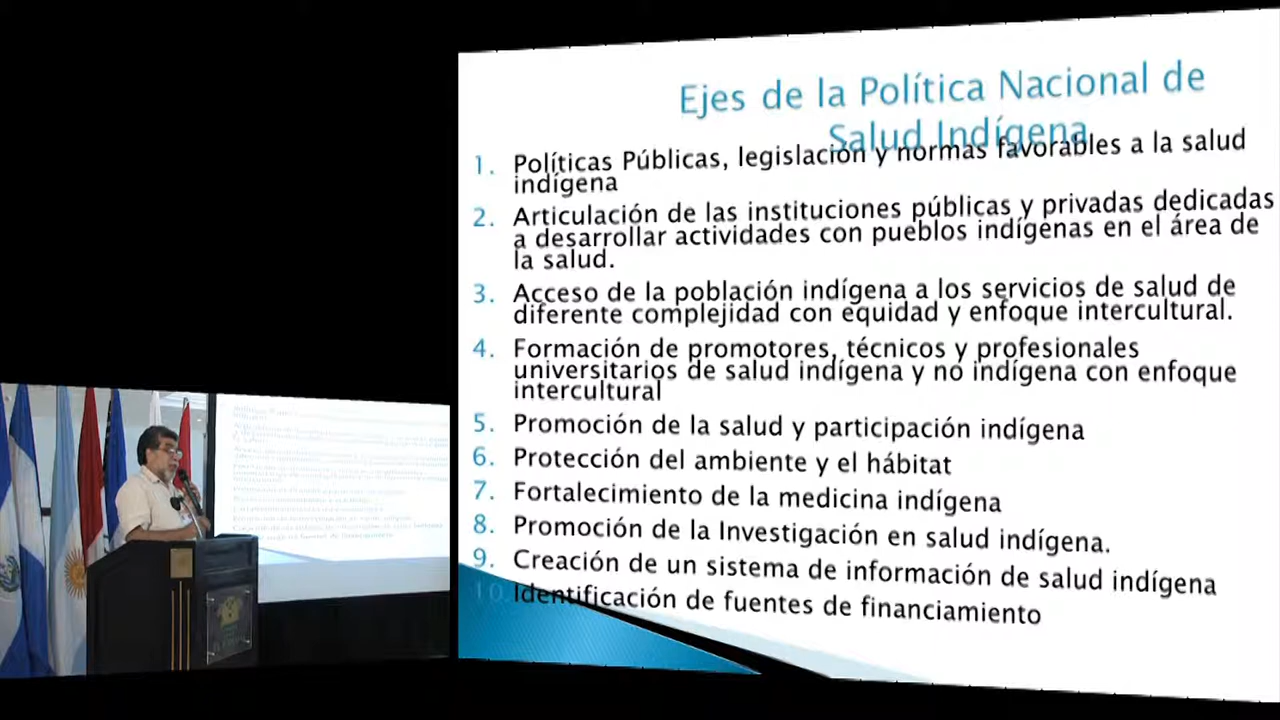 Ejes de la Política Nacional de
Salud Indígena
1. Políticas Públicas, legislación y normas favorables a la salud
indígena
2. Articulación de las instituciones públicas y privadas dedicadas
a desarrollar actividades con pueblos indígenas en el área de
la salud.
3. Acceso de la población indígena a los servicios de salud de
diferente complejidad con equidad y enfoque intercultural.
4. Formación de promotores, técnicos y profesionales
universitarios de salud indígena y no indígena con enfoque
intercultural
5. Promoción de la salud y participación indígena
6. Protección del ambiente y el hábitat
7. Fortalecimiento de la medicina indígena
8. Promoción de la Investigación en salud indígena.
9. Creación de un sistema de información de salud indígena
10. Identificación de fuentes de financiamiento